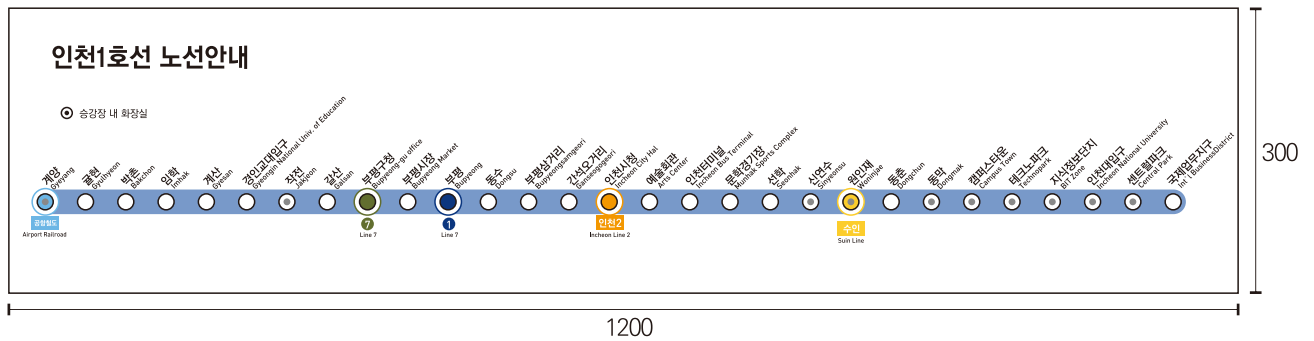 인천1호선 노선안내
승강장 내 화장실
계양
Gyeyang
귤현
Gyulhyeon
박촌
Bakchon
임학
Imhak
계산
Gyesan
경인교대입구
Gyeongin National Univ. of Education
작전
Jakjeon
갈산
Galsan
부평구청
Bupyeong-gu office
부평시장
Bupyeong Market
부평
Bupyeong
동수
Dongsu
부평삼거리
Bupyeongsamgeori
간석오거리
Ganseogogeori
인천시청
Incheon City Hal
예술회관
Arts Center
인천터미널
Incheon Bus Terminal
문학경기장
Munhak Sports Complex
선학
Seonhak
신연수
Sinyeonsu
원인재
Woninjae
동춘
Dongchun
동막
Dongmak
캠퍼스타운
Campus Town
테크노파크
Technopark
지식정보단지
BIT Zone
인천대입구
Incheon National University
센트럴파크
Central Park
국제업무지구
Int`l BusinessDistrict
공항철도
Airport Railroad
7
Line 7
1
Line 7
인천2
Incheon Line 2
수인
Suin Line
300
1200